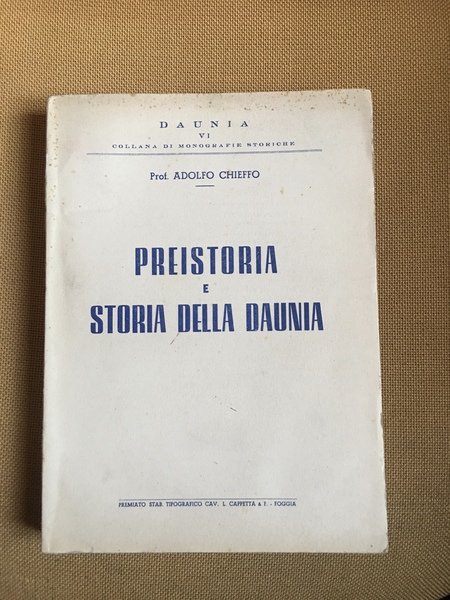 DAUNIA
VI
COLLANA DI MONOGRAFIE STORICHE
Prof. ADOLFO CHIEFFO
PREISTORIA
E
STORIA DELLA DAUNIA
PREMIATO STAB. TIPOGRAFICO CAV. L. CAPPETTA & F. - FOGGIA